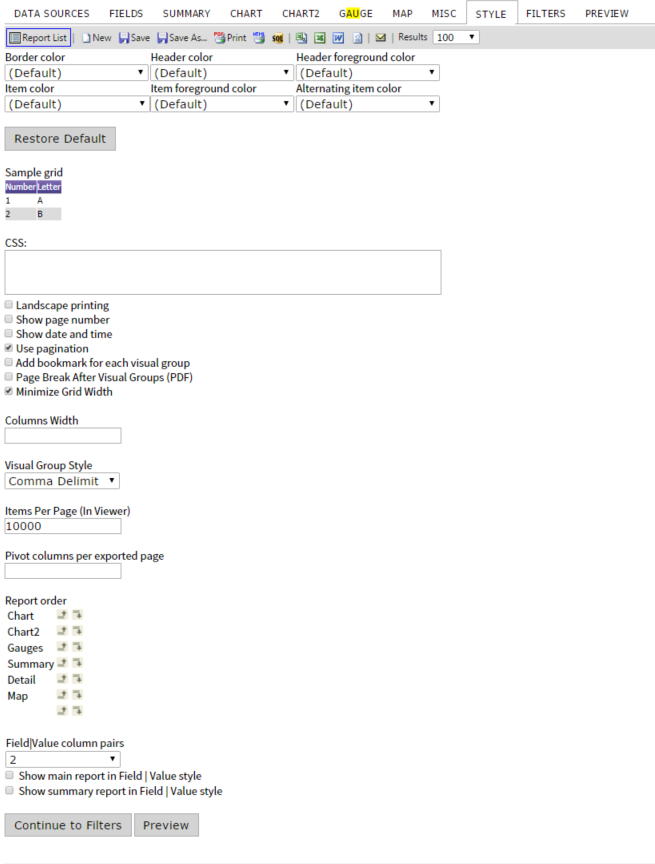 DATA SOURCES FIELDS SUMMARY CHART CHART2 GAUGE MAP MISC STYLE FILTERS PREVIEW
Report List New Save Save As... Print Results 100
Border color Header color Header foreground color
(Default) (Default) (Default)
Item color Item foreground color Alternating item color
(Default) (Default) (Default)
Restore Default
Sample grid
Number Letter
1 A
2 B
CSS:
Landscape printing
Show page number
Show date and time
Use pagination
Add bookmark for each visual group
Page Break After Visual Groups (PDF)
Minimize Grid Width
Columns Width
Visual Group Style
Comma Delimit
Items Per Page (In Viewer)
10000
Pivot columns per exported page
Report order
Chart
Chart2
Gauges
Summary
Detail
Map
Field|Value column pairs
2
Show main report in Field | Value style
Show summary report in Field | Value style
Continue to Filters Preview